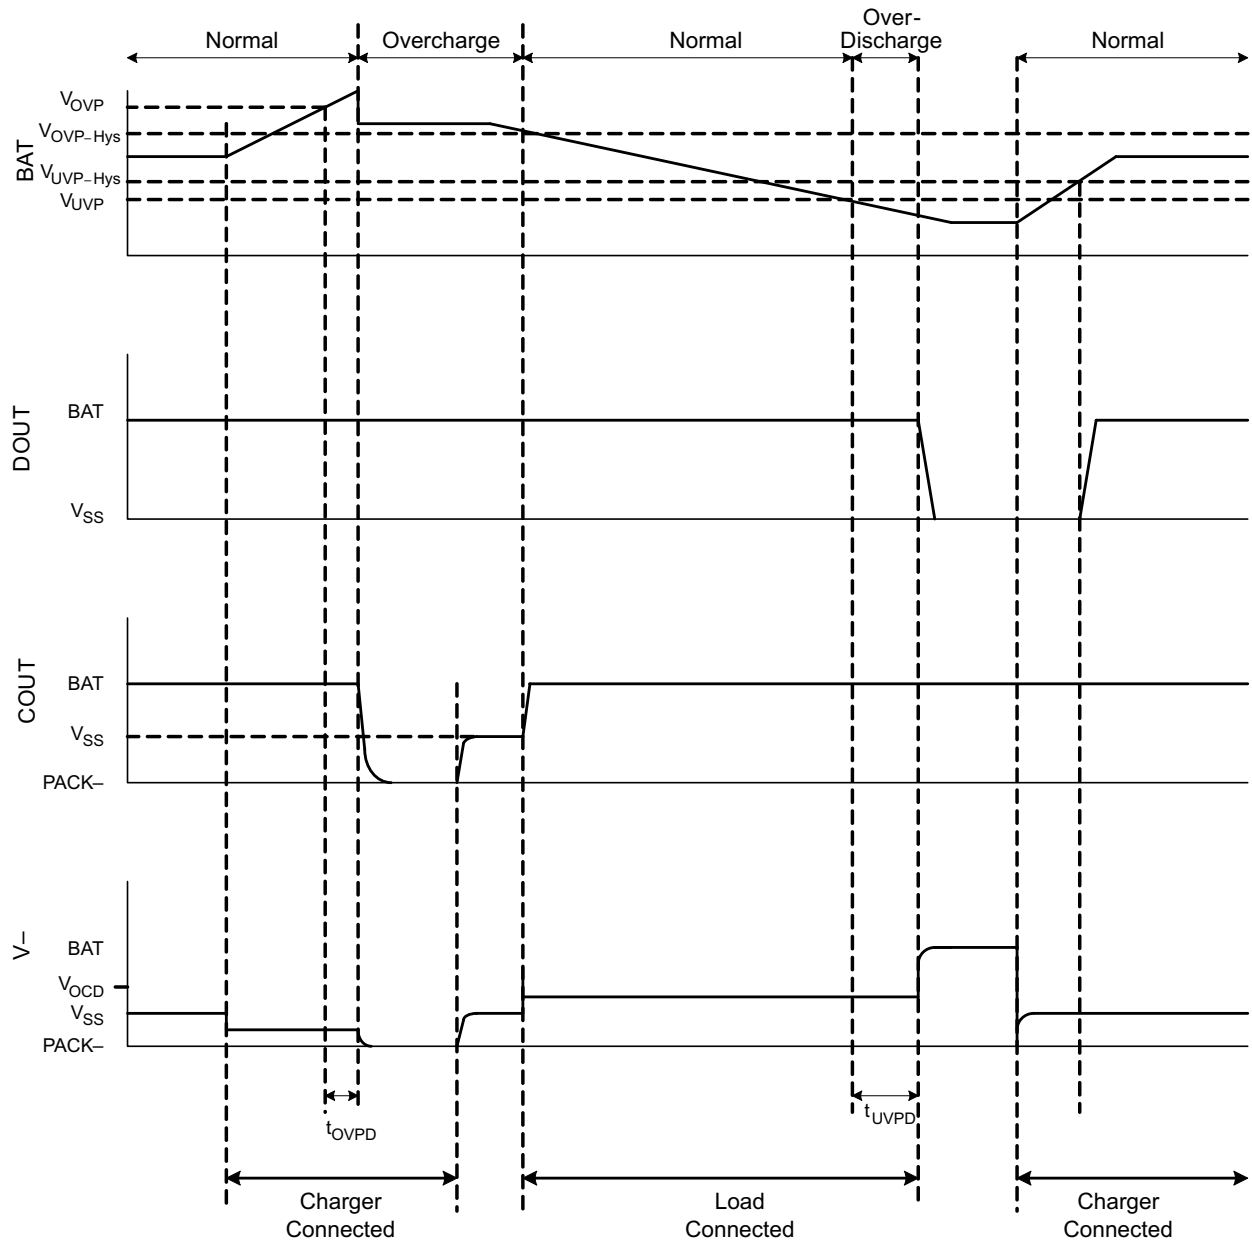 Normal
Overcharge
Normal
Over-
Discharge
Normal
BAT
V_OVP
V_OVP–Hys
V_UVP–Hys
V_UVP
DOUT
BAT
V_SS
COUT
BAT
V_SS
PACK–
V–
BAT
V_OCD
V_SS
PACK–
t_OVPD
t_UVPD
Charger
Connected
Load
Connected
Charger
Connected